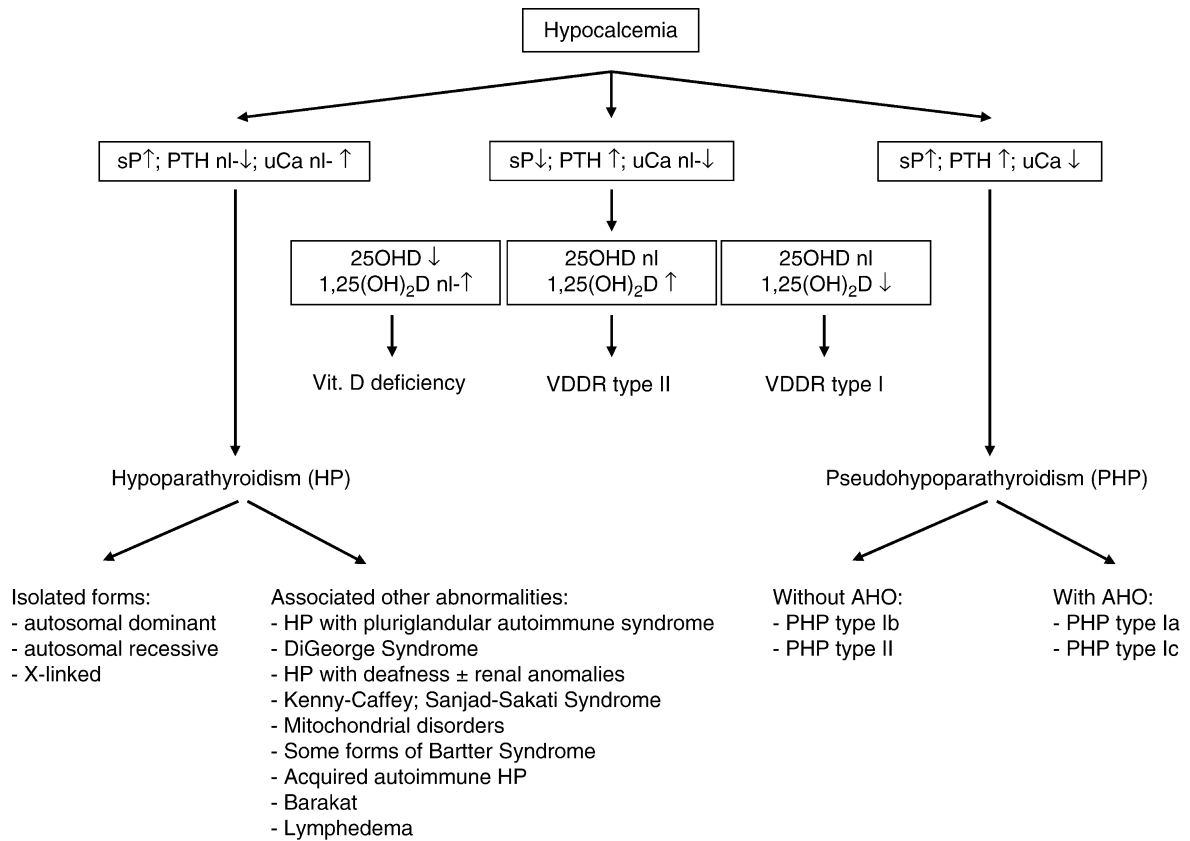 Hypocalcemia
sP↑; PTH nl-↓; uCa nl- ↑
sP↓; PTH ↑; uCa nl-↓
sP↑; PTH ↑; uCa ↓
25OHD ↓
1,25(OH)₂D nl-↑
25OHD nl
1,25(OH)₂D ↑
25OHD nl
1,25(OH)₂D ↓
Vit. D deficiency
VDDR type II
VDDR type I
Hypoparathyroidism (HP)
Pseudohypoparathyroidism (PHP)
Isolated forms:
- autosomal dominant
- autosomal recessive
- X-linked
Associated other abnormalities:
- HP with pluriglandular autoimmune syndrome
- DiGeorge Syndrome
- HP with deafness ± renal anomalies
- Kenny-Caffey; Sanjad-Sakati Syndrome
- Mitochondrial disorders
- Some forms of Bartter Syndrome
- Acquired autoimmune HP
- Barakat
- Lymphedema
Without AHO:
- PHP type Ib
- PHP type II
With AHO:
- PHP type Ia
- PHP type Ic